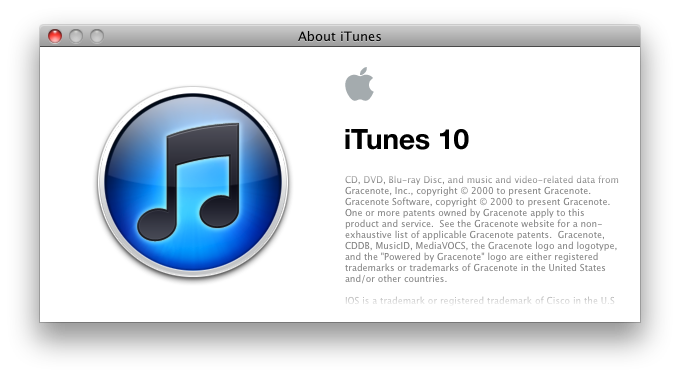 About iTunes
iTunes 10
CD, DVD, Blu-ray Disc, and music and video-related data from
Gracenote, Inc., copyright © 2000 to present Gracenote.
Gracenote Software, copyright © 2000 to present Gracenote.
One or more patents owned by Gracenote apply to this
product and service.  See the Gracenote website for a non-
exhaustive list of applicable Gracenote patents.  Gracenote,
CDDB, MusicID, MediaVOCS, the Gracenote logo and logotype,
and the "Powered by Gracenote" logo are either registered
trademarks or trademarks of Gracenote in the United States
and/or other countries.
IOS is a trademark or registered trademark of Cisco in the U.S